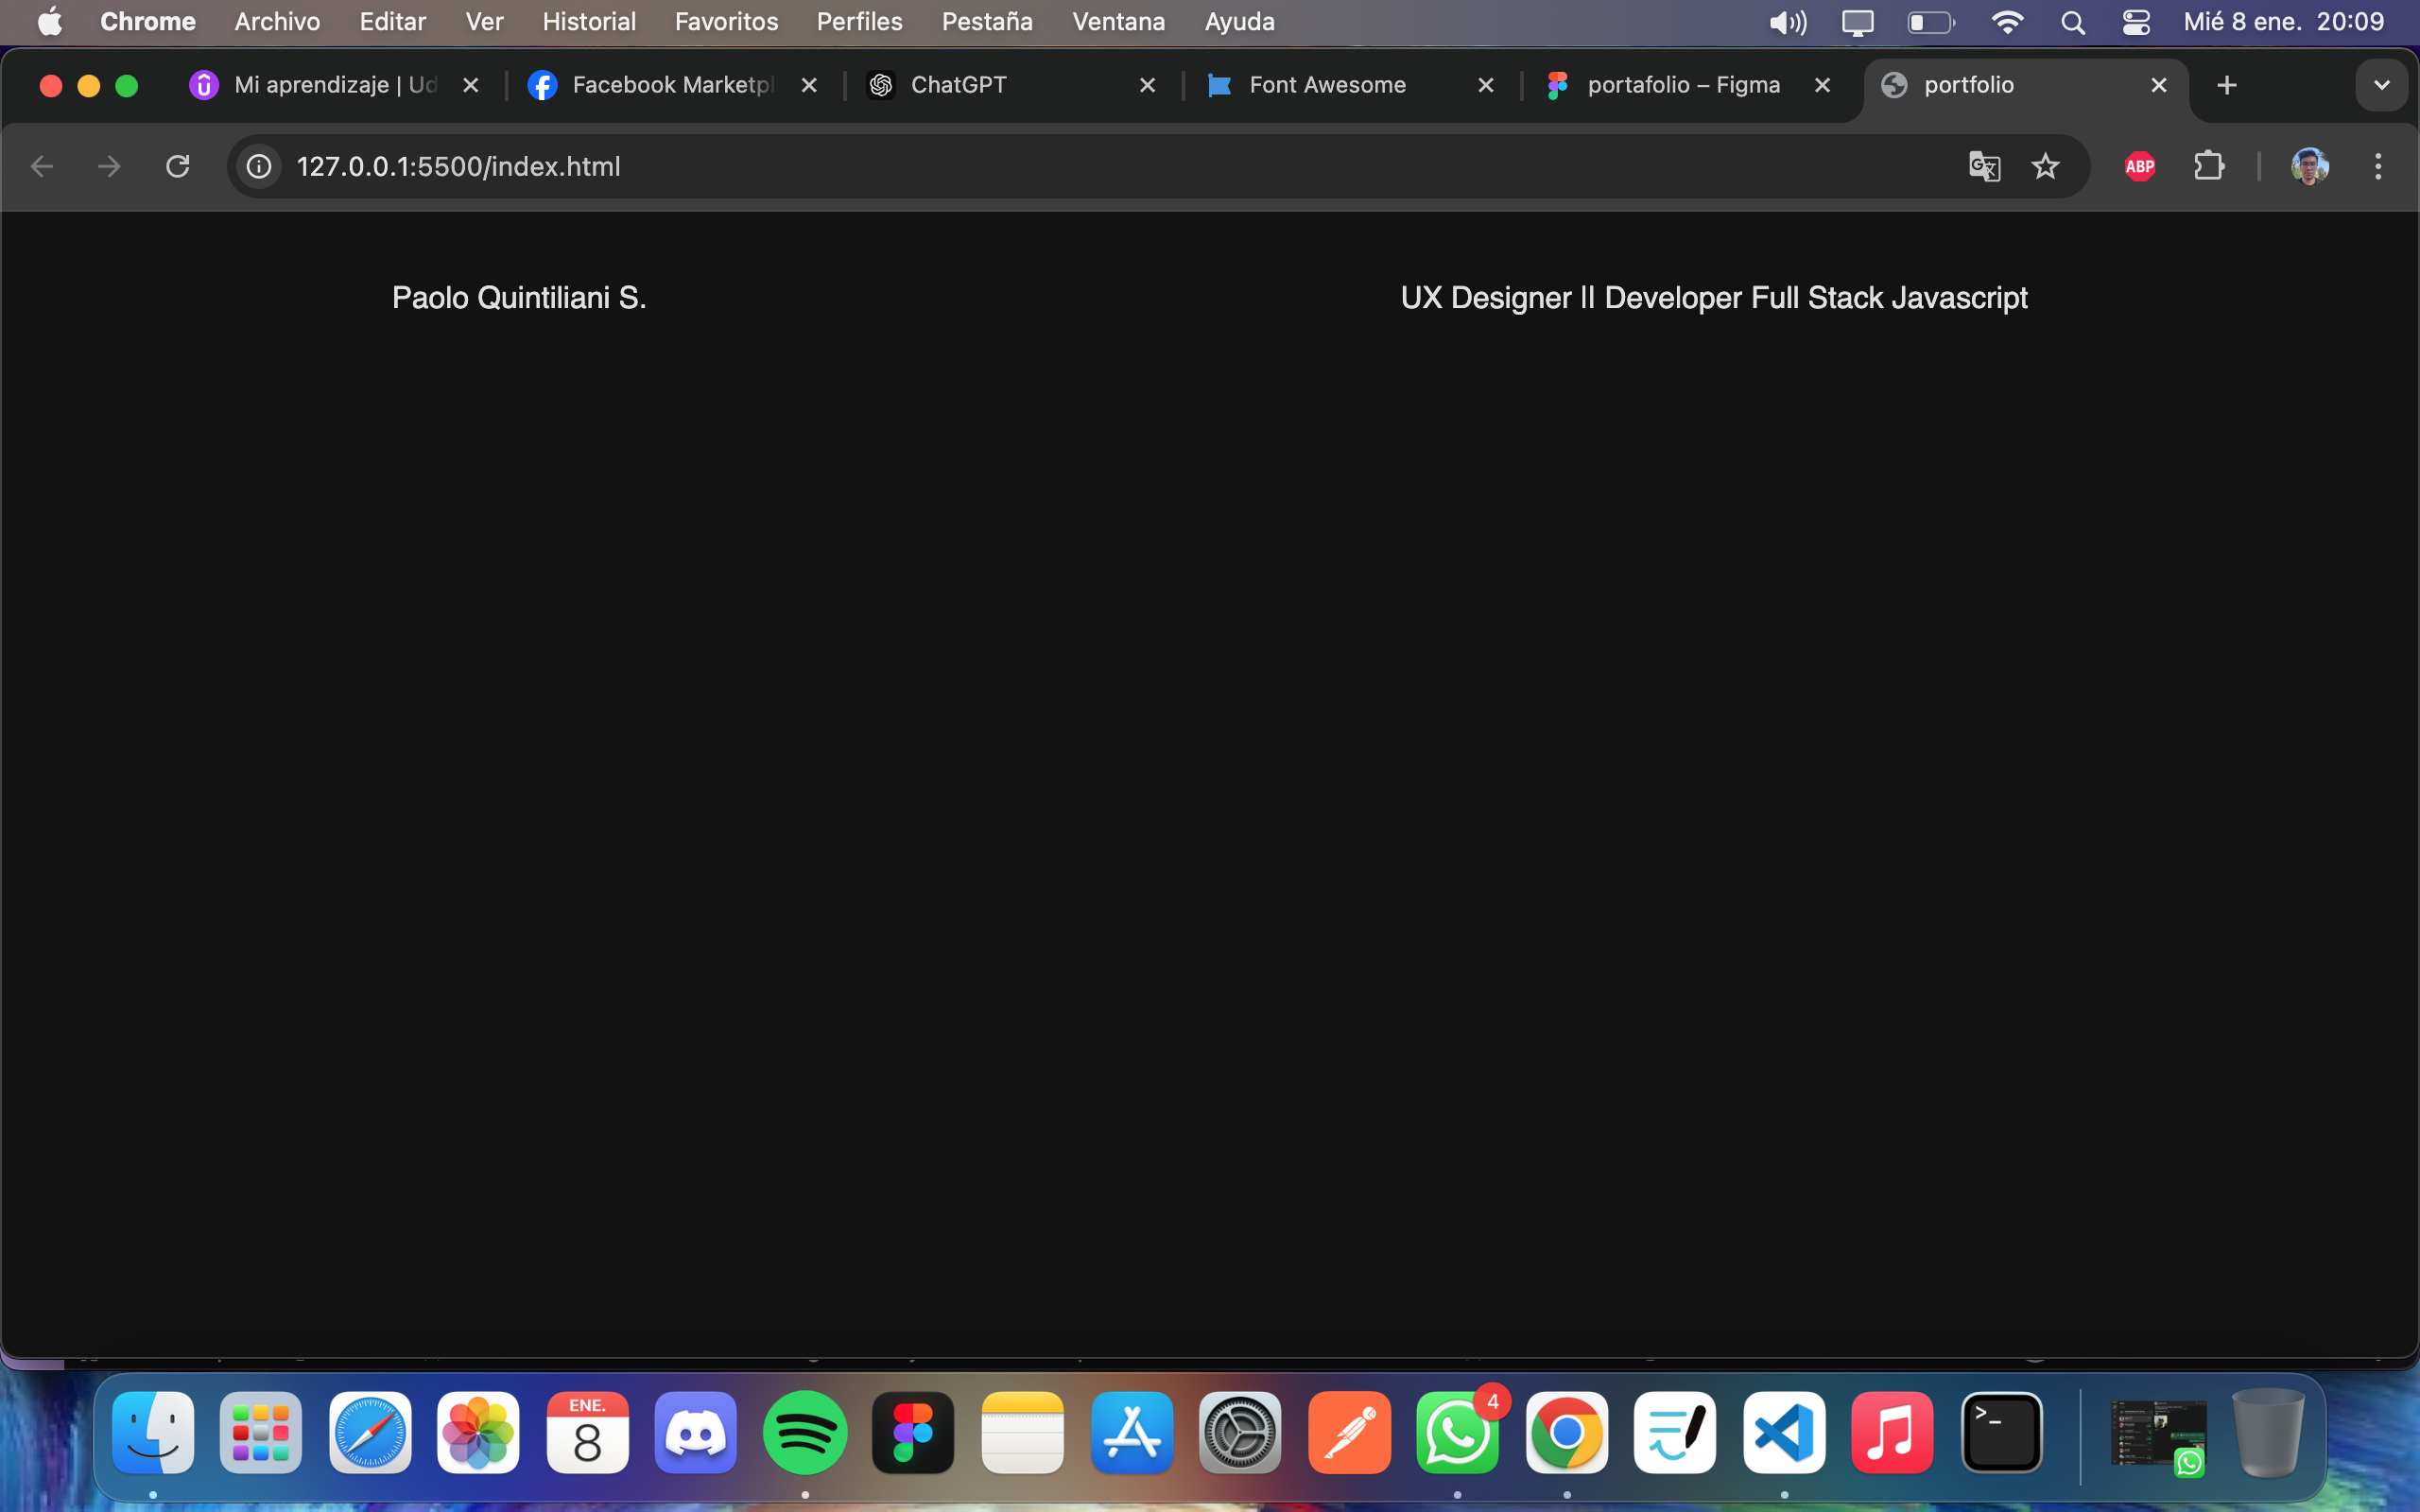 Chrome Archivo Editar Ver Historial Favoritos Perfiles Pestaña Ventana Ayuda Mié 8 ene. 20:09
Mi aprendizaje | Ud Facebook Marketpl ChatGPT Font Awesome portafolio – Figma portfolio
127.0.0.1:5500/index.html ABP
Paolo Quintiliani S. UX Designer || Developer Full Stack Javascript
ENE. 4
8 >_